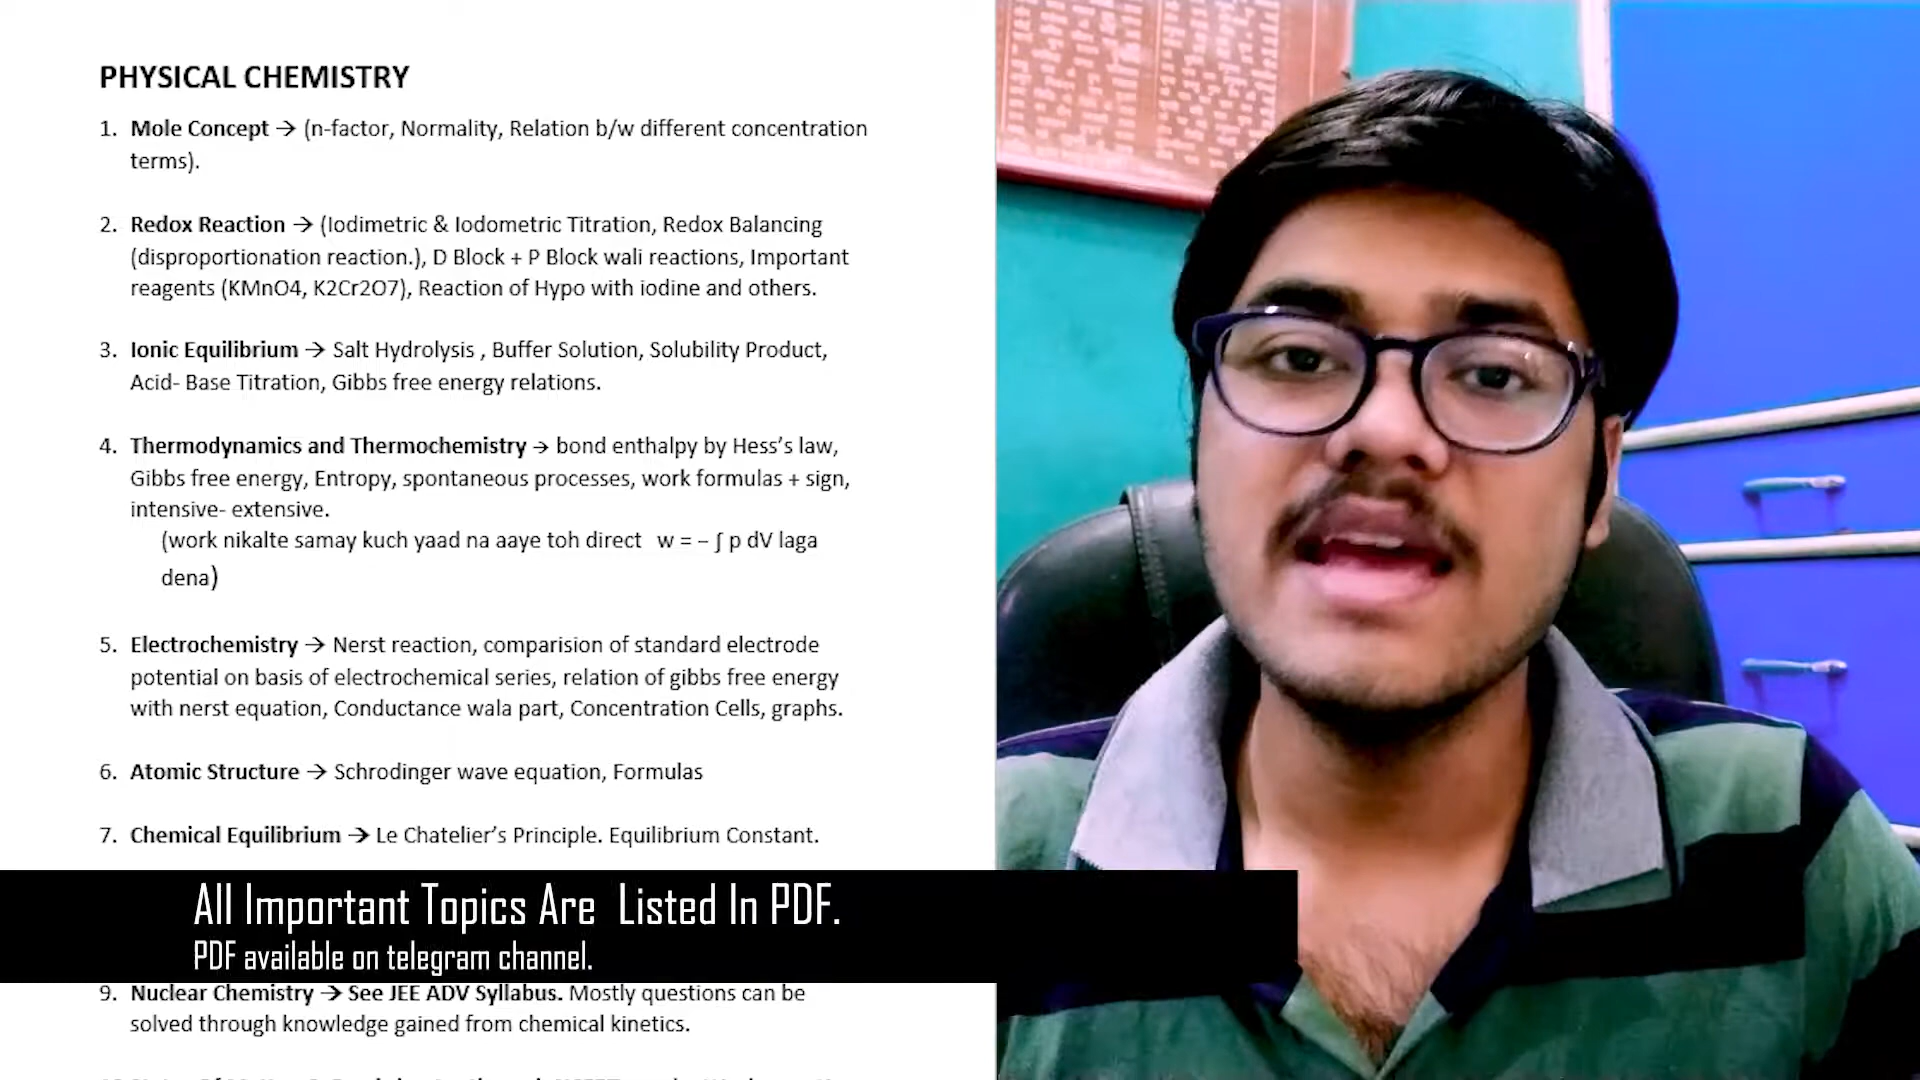 PHYSICAL CHEMISTRY
1. Mole Concept → (n-factor, Normality, Relation b/w different concentration
terms).
2. Redox Reaction → (Iodimetric & Iodometric Titration, Redox Balancing
(disproportionation reaction.), D Block + P Block wali reactions, Important
reagents (KMnO4, K2Cr2O7), Reaction of Hypo with iodine and others.
3. Ionic Equilibrium → Salt Hydrolysis , Buffer Solution, Solubility Product,
Acid- Base Titration, Gibbs free energy relations.
4. Thermodynamics and Thermochemistry → bond enthalpy by Hess’s law,
Gibbs free energy, Entropy, spontaneous processes, work formulas + sign,
intensive- extensive.
(work nikalte samay kuch yaad na aaye toh direct w = − ∫ p dV laga
dena)
5. Electrochemistry → Nerst reaction, comparision of standard electrode
potential on basis of electrochemical series, relation of gibbs free energy
with nerst equation, Conductance wala part, Concentration Cells, graphs.
6. Atomic Structure → Schrodinger wave equation, Formulas
7. Chemical Equilibrium → Le Chatelier’s Principle. Equilibrium Constant.
All Important Topics Are Listed In PDF.
PDF available on telegram channel.
9. Nuclear Chemistry → See JEE ADV Syllabus. Mostly questions can be
solved through knowledge gained from chemical kinetics.